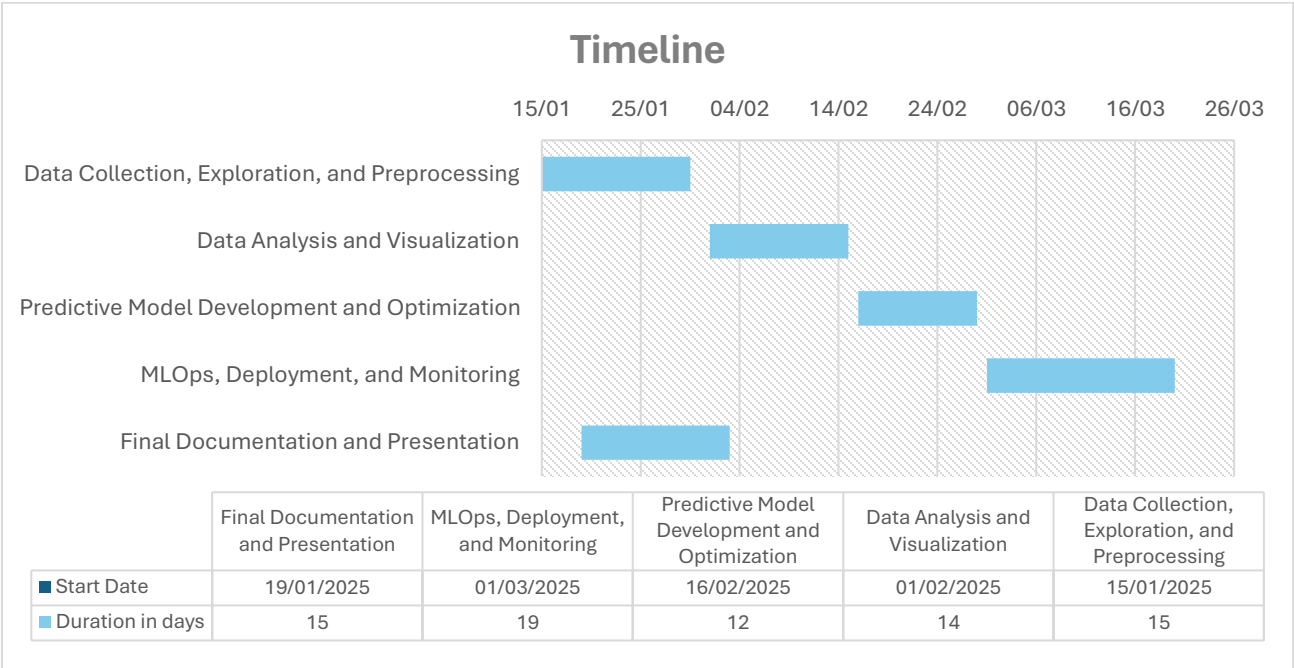 Timeline
15/01 25/01 04/02 14/02 24/02 06/03 16/03 26/03
Data Collection, Exploration, and Preprocessing
Data Analysis and Visualization
Predictive Model Development and Optimization
MLOps, Deployment, and Monitoring
Final Documentation and Presentation
Final Documentation and Presentation MLOps, Deployment, and Monitoring Predictive Model Development and Optimization Data Analysis and Visualization Data Collection, Exploration, and Preprocessing
Start Date 19/01/2025 01/03/2025 16/02/2025 01/02/2025 15/01/2025
Duration in days 15 19 12 14 15